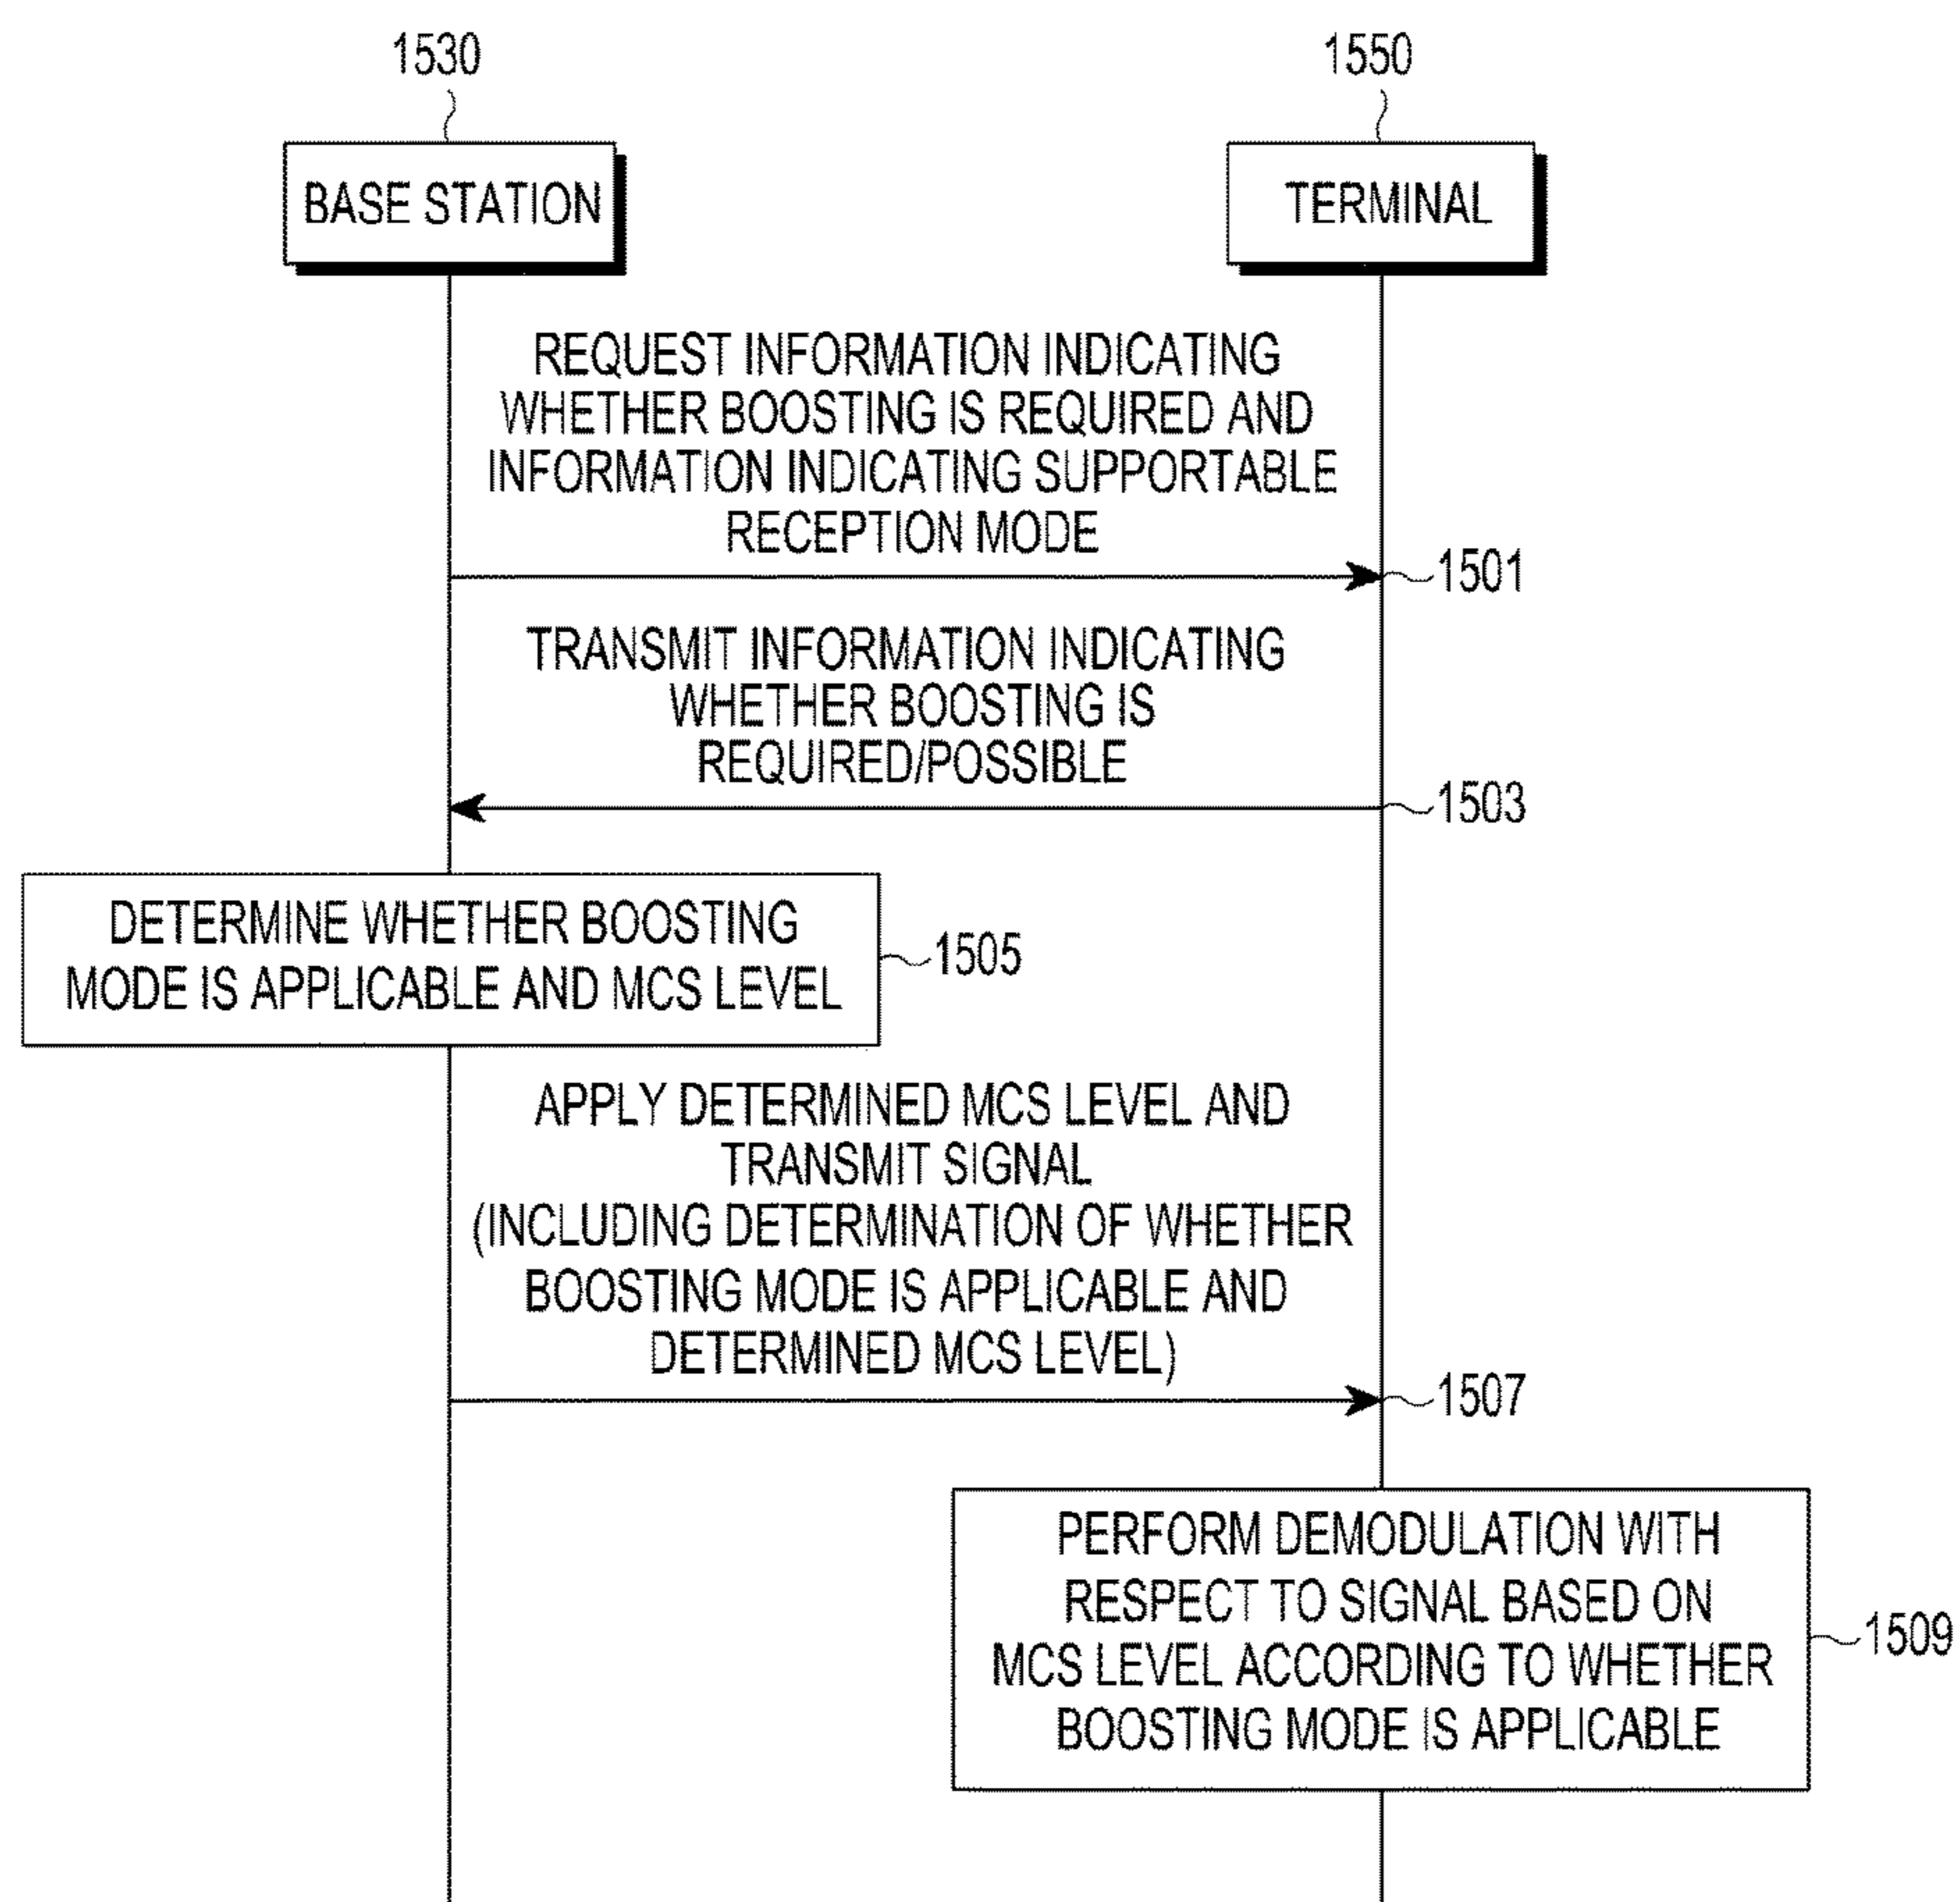 1530
1550
BASE STATION
TERMINAL
REQUEST INFORMATION INDICATING
WHETHER BOOSTING IS REQUIRED AND
INFORMATION INDICATING SUPPORTABLE
RECEPTION MODE
1501
TRANSMIT INFORMATION INDICATING
WHETHER BOOSTING IS
REQUIRED/POSSIBLE
1503
DETERMINE WHETHER BOOSTING
MODE IS APPLICABLE AND MCS LEVEL
1505
APPLY DETERMINED MCS LEVEL AND
TRANSMIT SIGNAL
(INCLUDING DETERMINATION OF WHETHER
BOOSTING MODE IS APPLICABLE AND
DETERMINED MCS LEVEL)
1507
PERFORM DEMODULATION WITH
RESPECT TO SIGNAL BASED ON
MCS LEVEL ACCORDING TO WHETHER
BOOSTING MODE IS APPLICABLE
1509